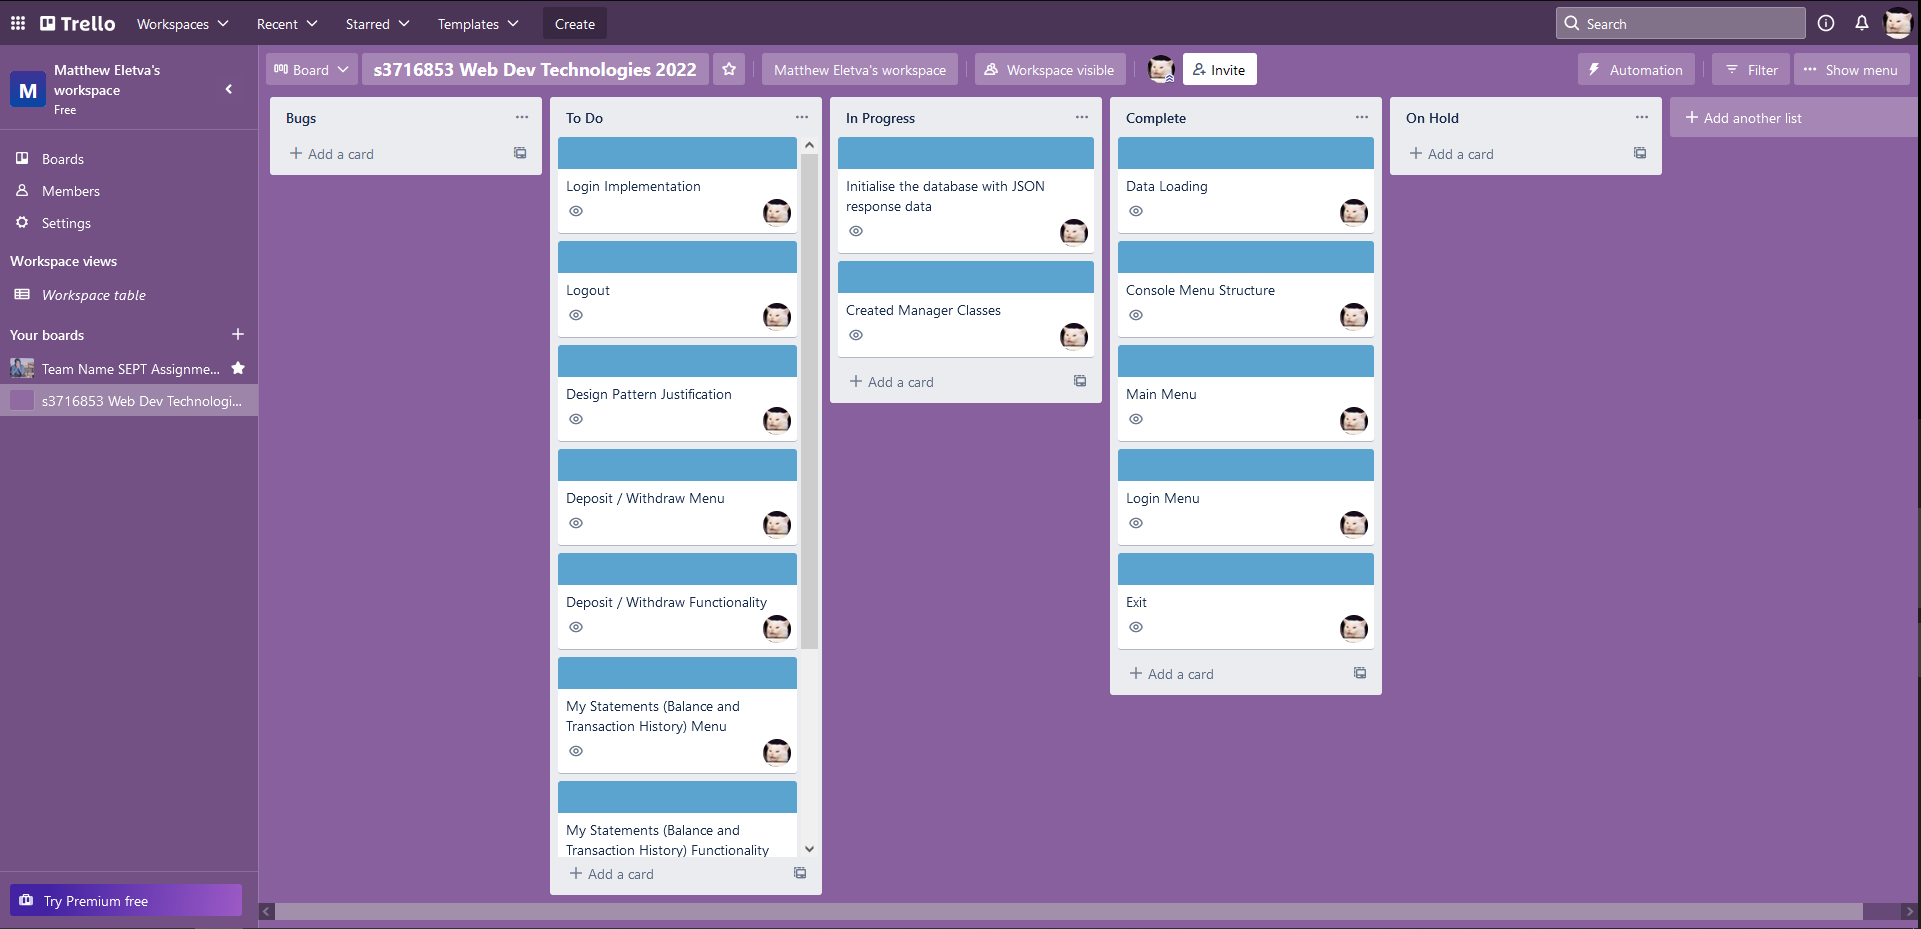 Trello
Workspaces
Recent
Starred
Templates
Create
Search
M
Matthew Eletva's
workspace
Free
Boards
Members
Settings
Workspace views
Workspace table
Your boards
Team Name SEPT Assignme...
s3716853 Web Dev Technologi...
Try Premium free
Board
s3716853 Web Dev Technologies 2022
Matthew Eletva's workspace
Workspace visible
Invite
Automation
Filter
Show menu
Bugs
Add a card
To Do
Login Implementation
Logout
Design Pattern Justification
Deposit / Withdraw Menu
Deposit / Withdraw Functionality
My Statements (Balance and
Transaction History) Menu
My Statements (Balance and
Transaction History) Functionality
Add a card
In Progress
Initialise the database with JSON
response data
Created Manager Classes
Add a card
Complete
Data Loading
Console Menu Structure
Main Menu
Login Menu
Exit
Add a card
On Hold
Add a card
Add another list